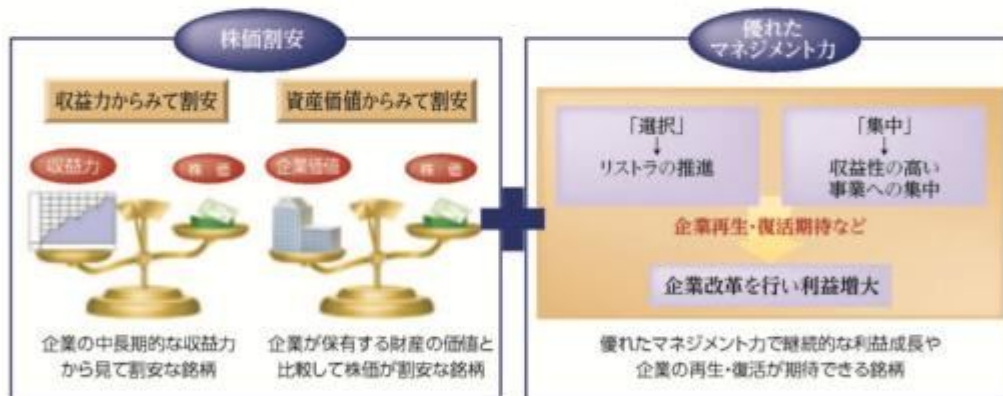 株価割安
収益力からみて割安
資産価値からみて割安
収益力
株価
企業価値
株価
企業の中長期的な収益力
から見て割安な銘柄
企業が保有する財産の価値と
比較して株価が割安な銘柄
優れた
マネジメント力
「選択」
↓
リストラの推進
「集中」
↓
収益性の高い
事業への集中
企業再生・復活期待など
企業改革を行い利益増大
優れたマネジメント力で継続的な利益成長や
企業の再生・復活が期待できる銘柄